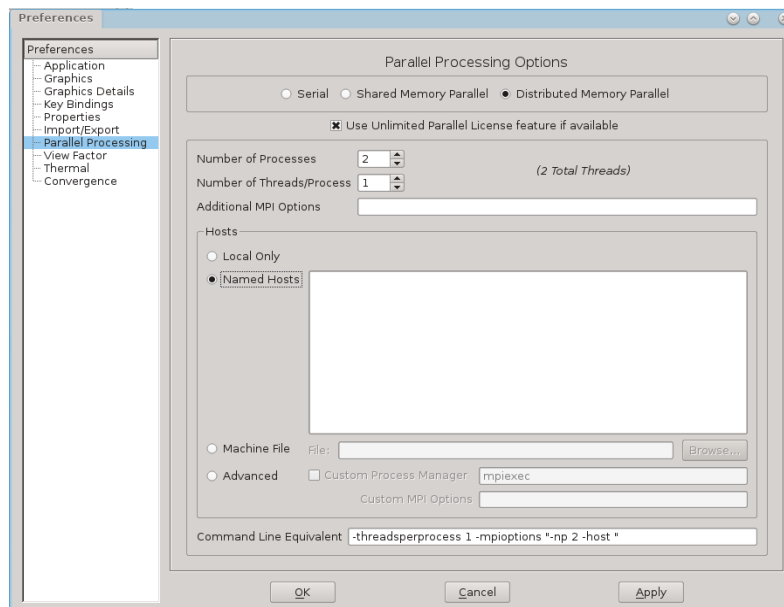 Preferences
Preferences
Application
Graphics
Graphics Details
Key Bindings
Properties
Import/Export
Parallel Processing
View Factor
Thermal
Convergence
Parallel Processing Options
Serial Shared Memory Parallel Distributed Memory Parallel
Use Unlimited Parallel License feature if available
Number of Processes 2
(2 Total Threads)
Number of Threads/Process 1
Additional MPI Options
Hosts
Local Only
Named Hosts
Machine File File: Browse...
Advanced Custom Process Manager mpiexec
Custom MPI Options
Command Line Equivalent -threadsperprocess 1 -mpioptions "-np 2 -host "
OK Cancel Apply